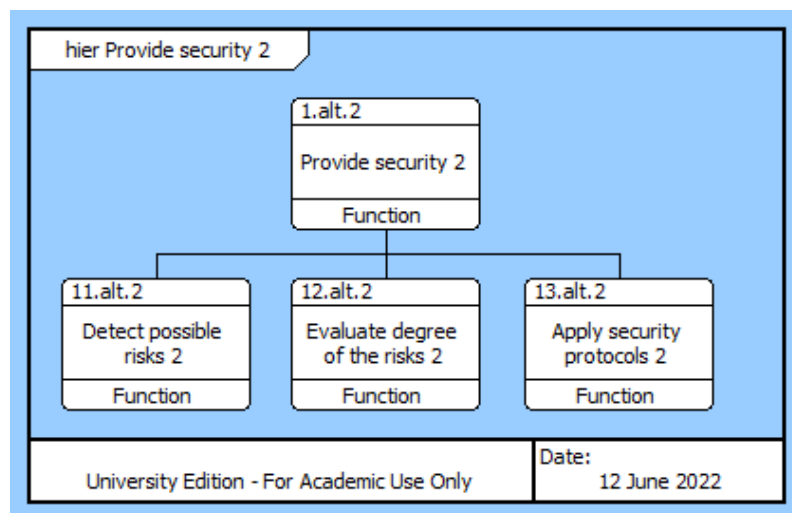 hier Provide security 2
1.alt.2
Provide security 2
Function
11.alt.2
Detect possible
risks 2
Function
12.alt.2
Evaluate degree
of the risks 2
Function
13.alt.2
Apply security
protocols 2
Function
University Edition - For Academic Use Only
Date:
12 June 2022